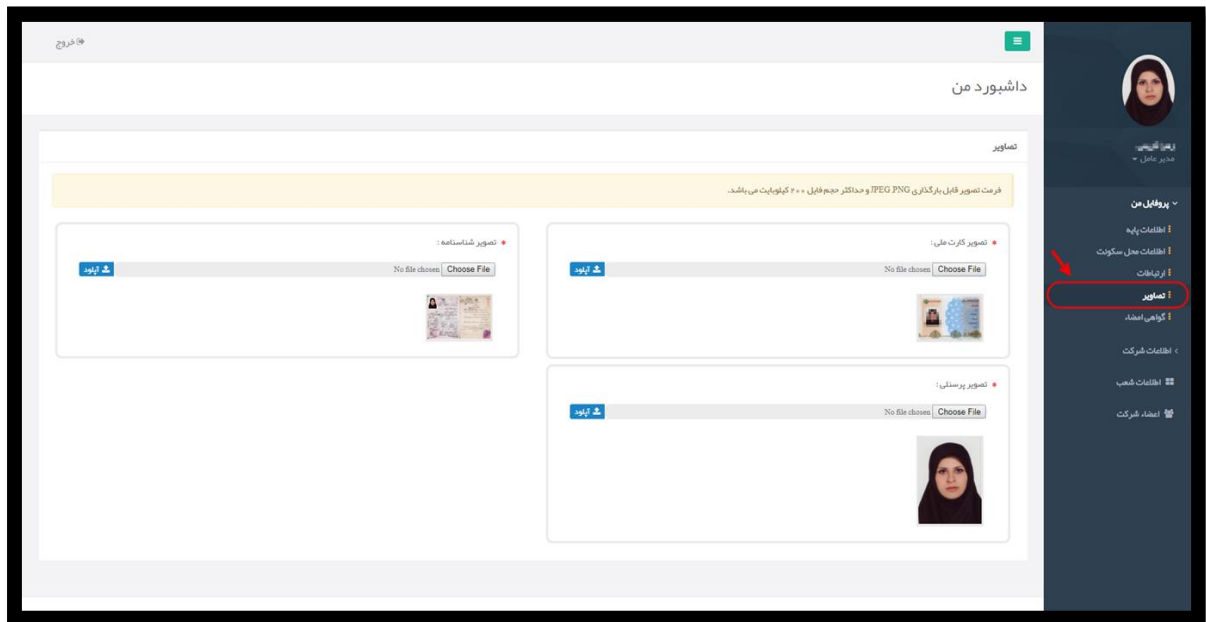 خروج
داشبورد من
تصاویر
فرمت تصویر قابل بارگذاری JPEG ,PNG و حداکثر حجم فایل ۲۰۰ کیلوبایت می باشد.
* تصویر کارت ملی :
Choose File No file chosen
آپلود
* تصویر شناسنامه :
Choose File No file chosen
آپلود
* تصویر پرسنلی :
Choose File No file chosen
آپلود
مدیر عامل
پروفایل من
اطلاعات پایه
اطلاعات محل سکونت
ارتباطات
تصاویر
گواهی امضاء
اطلاعات شرکت
اطلاعات شعب
اعضاء شرکت